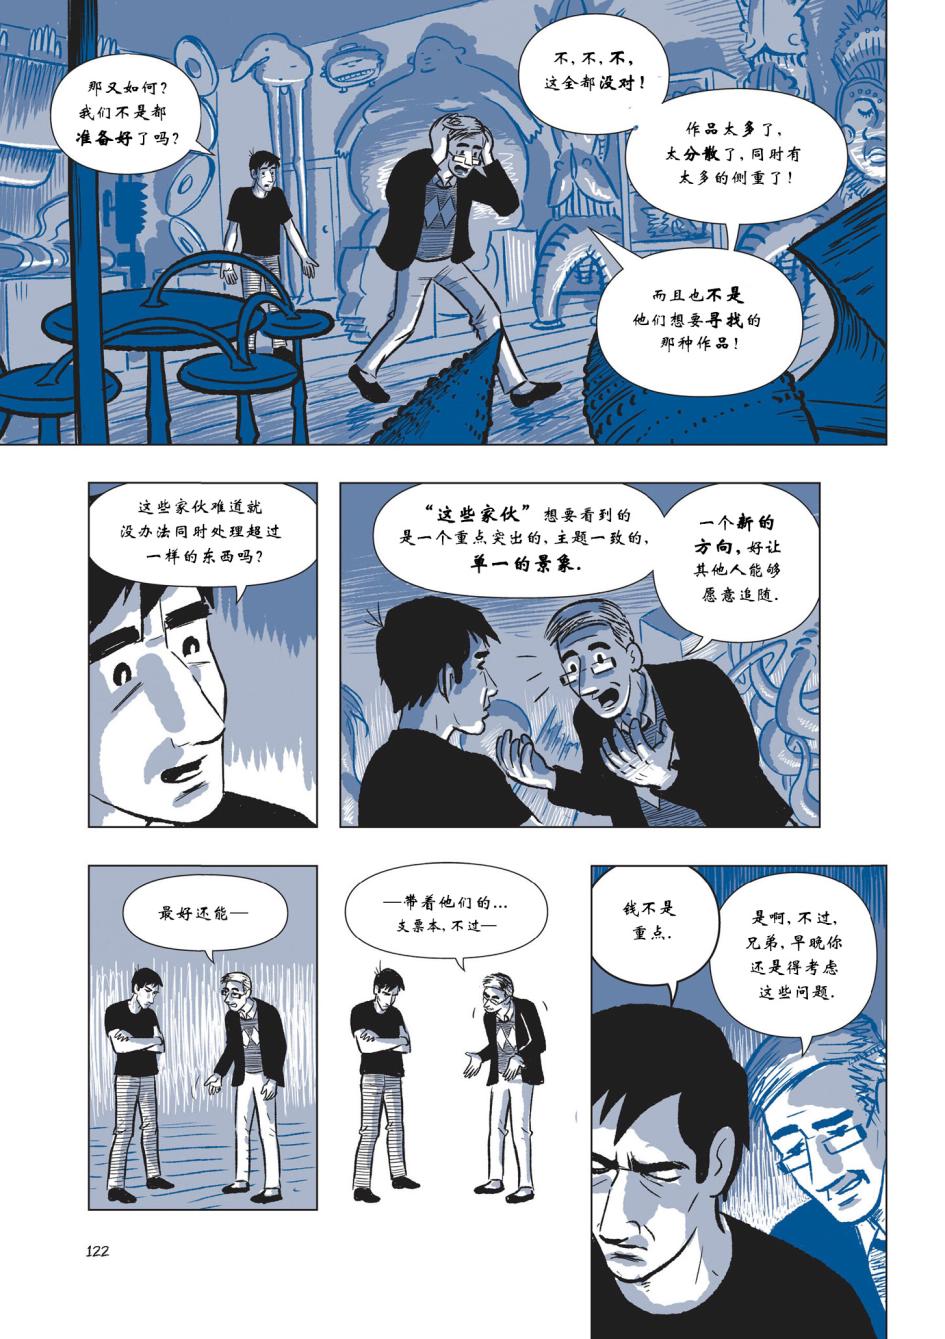 那又如何?
我们不是都
准备好了吗?
不,不,不,
这全都没对!
作品太多了,
太分散了,同时有
太多的侧重了!
而且也不是
他们想要寻找的
那种作品!
这些家伙难道就
没办法同时处理超过
一样的东西吗?
“这些家伙”想要看到的
是一个重点突出的,主题一致的,
单一的景象.
一个新的
方向,好让
其他人能够
愿意追随.
最好还能—
—带着他们的…
支票本,不过—
钱不是
重点.
是啊,不过,
兄弟,早晚你
还是得考虑
这些问题.
122